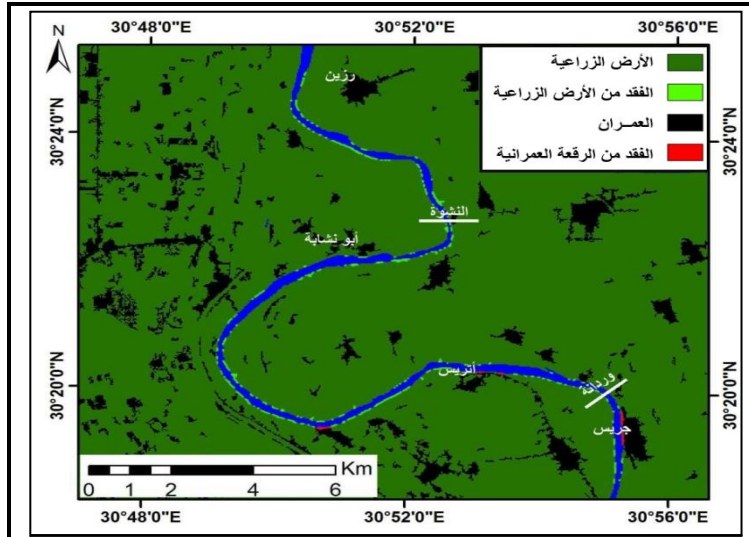 30°48'0"E 30°52'0"E 30°56'0"E
N
الأرض الزراعية
الفقد من الأرض الزراعية
العمــران
الفقد من الرقعة العمرانية
رزين
30°24'0"N 30°24'0"N
النشوة
أبو نشابة
أتريس
وردانة
جريس
30°20'0"N 30°20'0"N
Km
0 1 2 4 6
30°48'0"E 30°52'0"E 30°56'0"E